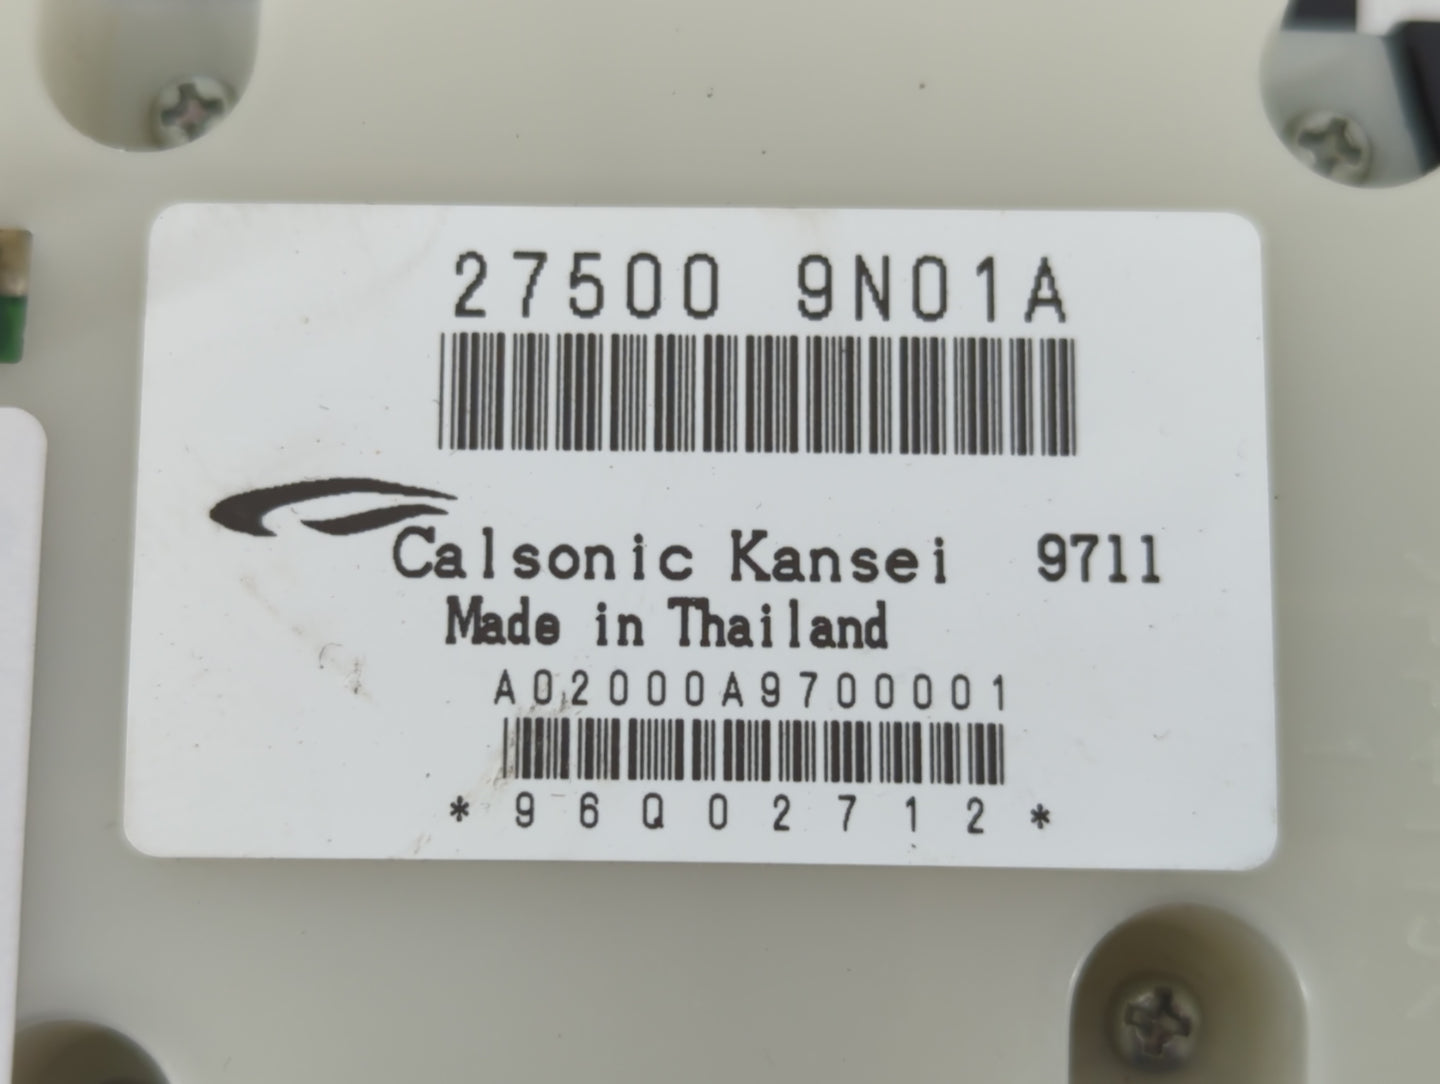 27500 9N01A
Calsonic Kansei 9711
Made in Thailand
A02000A9700001
*96Q02712*